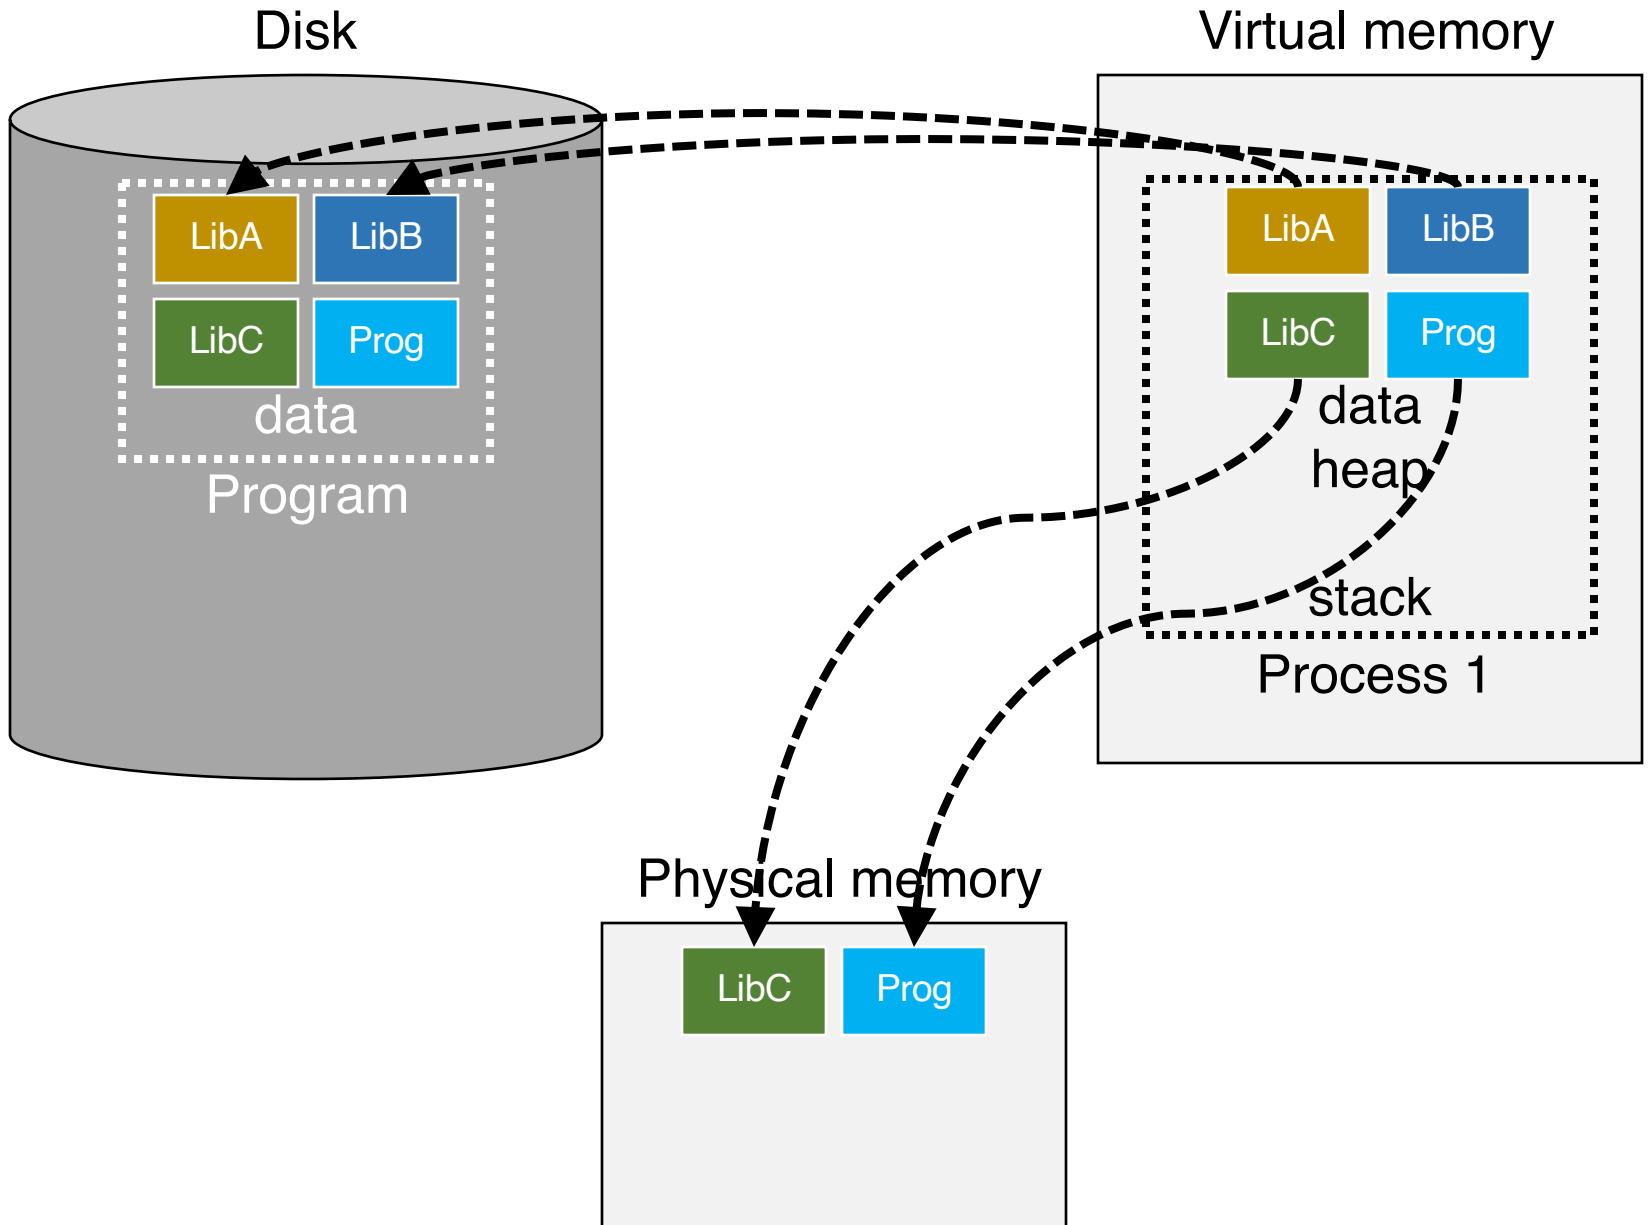 Disk
LibA
LibB
LibC
Prog
data
Program
Virtual memory
LibA
LibB
LibC
Prog
data
heap
stack
Process 1
Physical memory
LibC
Prog